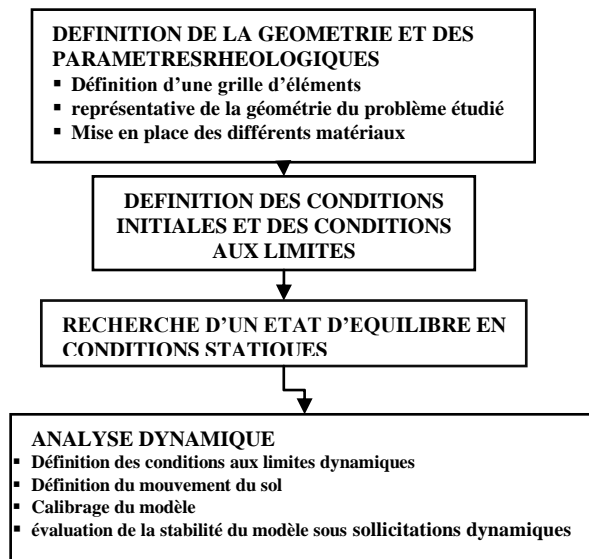 DEFINITION DE LA GEOMETRIE ET DES
PARAMETRESRHEOLOGIQUES
▪ Définition d'une grille d'éléments
▪ représentative de la géométrie du problème étudié
▪ Mise en place des différents matériaux
DEFINITION DES CONDITIONS
INITIALES ET DES CONDITIONS
AUX LIMITES
RECHERCHE D'UN ETAT D'EQUILIBRE EN
CONDITIONS STATIQUES
ANALYSE DYNAMIQUE
▪ Définition des conditions aux limites dynamiques
▪ Définition du mouvement du sol
▪ Calibrage du modèle
▪ évaluation de la stabilité du modèle sous sollicitations dynamiques